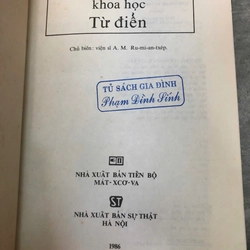 khoa học
Từ điển
Chủ biên: viện sĩ A. M. Ru-mi-an-txép.
TỦ SÁCH GIA ĐÌNH
Phạm Đình Sính
NHÀ XUẤT BẢN TIẾN BỘ
MÁT-XCƠ-VA
ST
NHÀ XUẤT BẢN SỰ THẬT
HÀ NỘI
1986